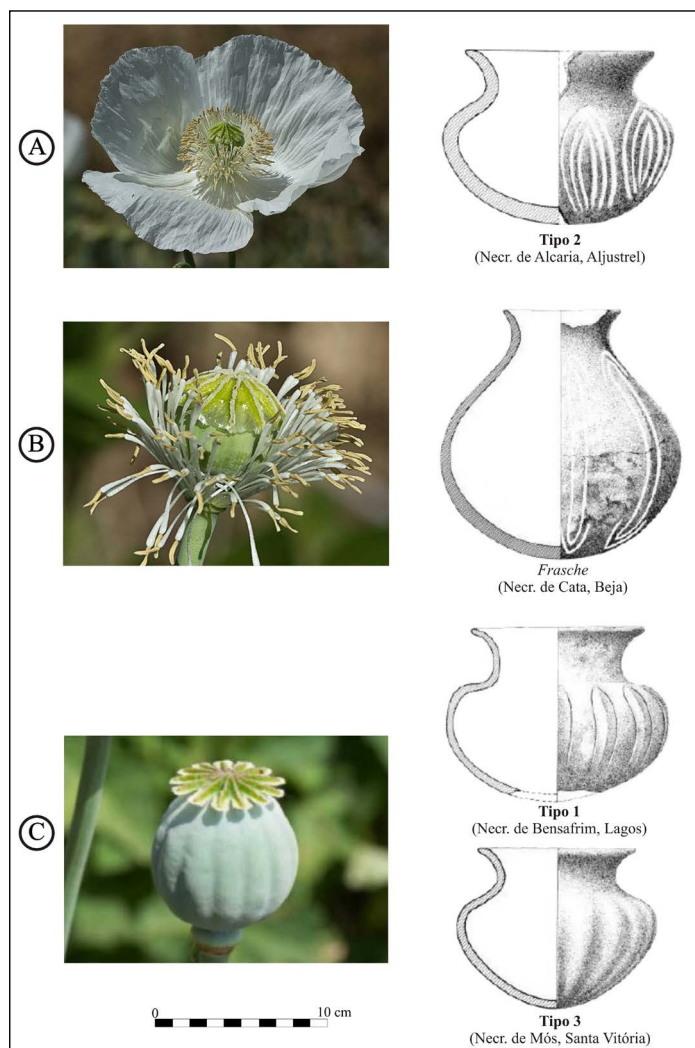 A
Tipo 2
(Necr. de Alcaria, Aljustrel)
B
Frasche
(Necr. de Cata, Beja)
Tipo 1
(Necr. de Bensafrim, Lagos)
C
Tipo 3
(Necr. de Mós, Santa Vitória)
0 10 cm